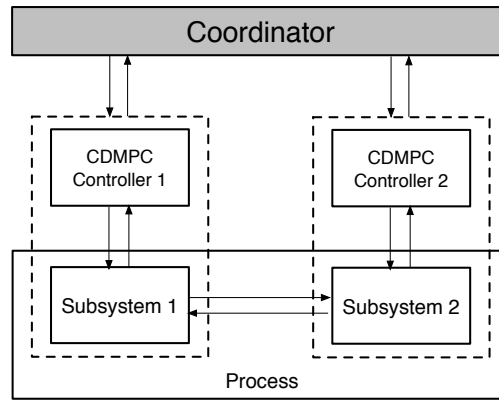 Coordinator
CDMPC
Controller 1
CDMPC
Controller 2
Subsystem 1
Subsystem 2
Process